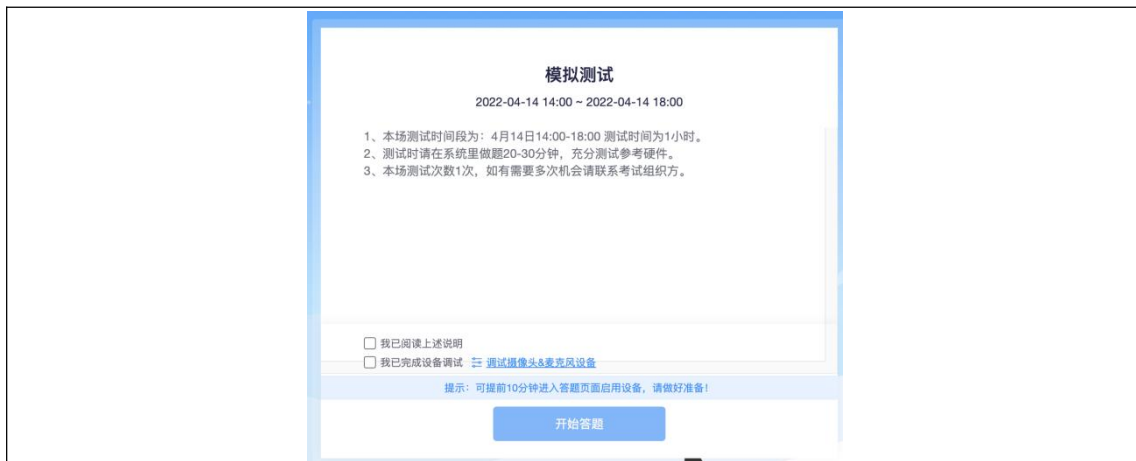 模拟测试
2022-04-14 14:00 ~ 2022-04-14 18:00
1、本场测试时间段为：4月14日14:00-18:00 测试时间为1小时。
2、测试时请在系统里做题20-30分钟，充分测试参考硬件。
3、本场测试次数1次，如有需要多次机会请联系考试组织方。
我已阅读上述说明
我已完成设备调试 调试摄像头&麦克风设备
提示：可提前10分钟进入答题页面启用设备，请做好准备！
开始答题